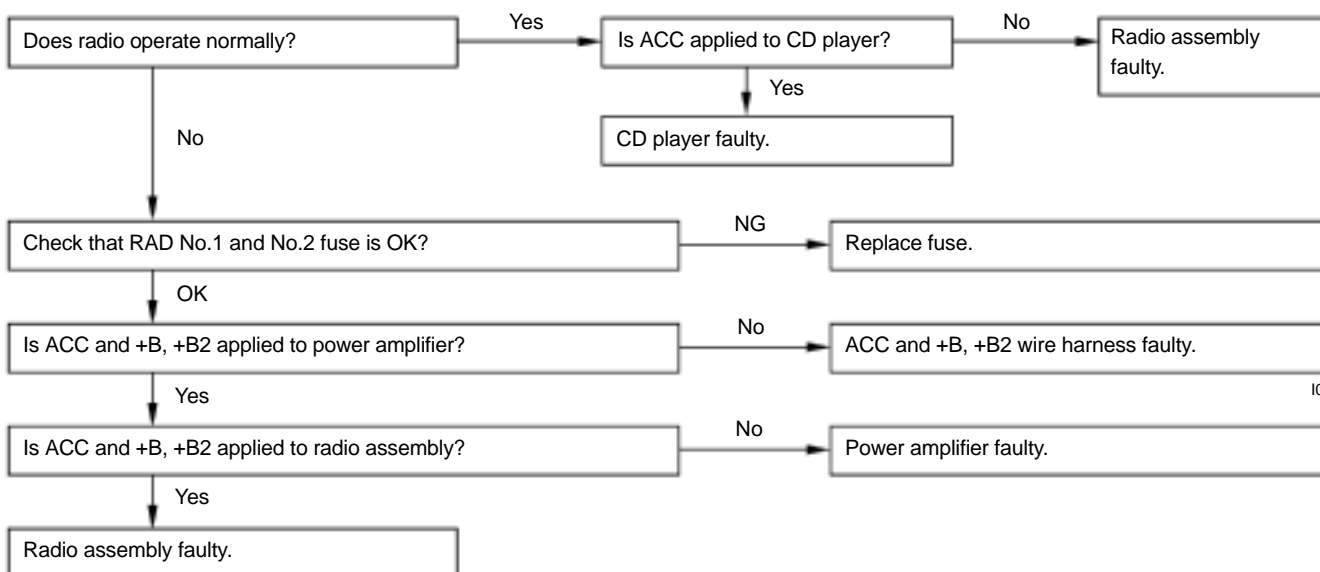 Does radio operate normally?
Yes
Is ACC applied to CD player?
No
Radio assembly
faulty.
Yes
CD player faulty.
No
Check that RAD No.1 and No.2 fuse is OK?
NG
Replace fuse.
OK
Is ACC and +B, +B2 applied to power amplifier?
No
ACC and +B, +B2 wire harness faulty.
Yes
Is ACC and +B, +B2 applied to radio assembly?
No
Power amplifier faulty.
Yes
Radio assembly faulty.